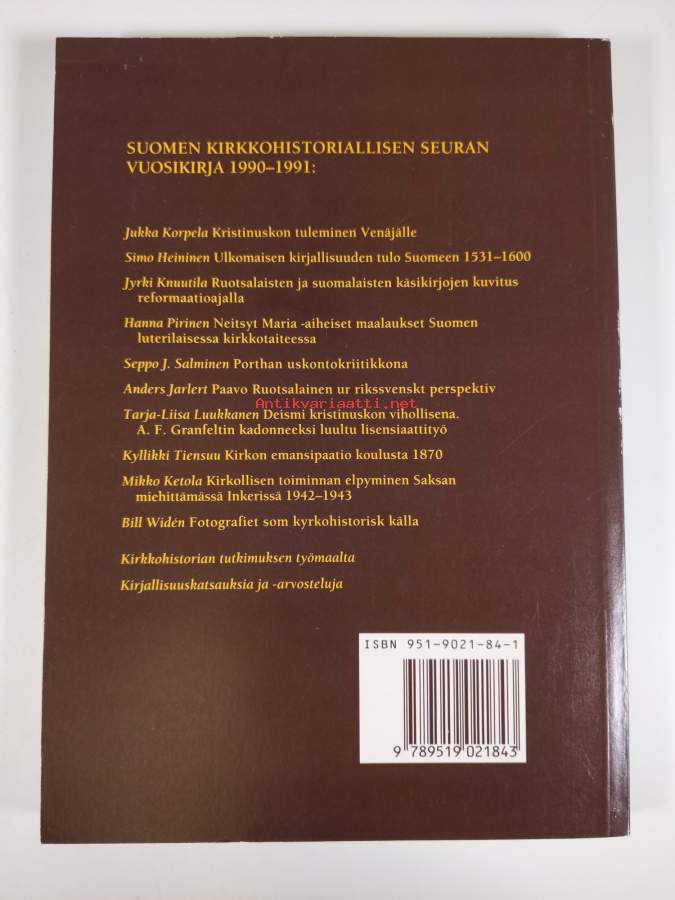 SUOMEN KIRKKOHISTORIALLISEN SEURAN
VUOSIKIRJA 1990–1991:
Jukka Korpela Kristinuskon tuleminen Venäjälle
Simo Heininen Ulkomaisen kirjallisuuden tulo Suomeen 1531–1600
Jyrki Knuutila Ruotsalaisten ja suomalaisten käsikirjojen kuvitus
reformaatioajalla
Hanna Pirinen Neitsyt Maria -aiheiset maalaukset Suomen
luterilaisessa kirkkotaiteessa
Seppo J. Salminen Porthan uskontokriitikkona
Anders Jarlert Paavo Ruotsalainen ur rikssvenskt perspektiv
Antikvariaatti.net
Tarja-Liisa Luukkanen Deismi kristinuskon vihollisena.
A. F. Granfeltin kadonneeksi luultu lisensiaattityö
Kyllikki Tiensuu Kirkon emansipaatio koulusta 1870
Mikko Ketola Kirkollisen toiminnan elpyminen Saksan
miehittämässä Inkerissä 1942–1943
Bill Widén Fotografiet som kyrkohistorisk källa
Kirkkohistorian tutkimuksen työmaalta
Kirjallisuuskatsauksia ja -arvosteluja
ISBN 951-9021-84-1
9 789519 021843